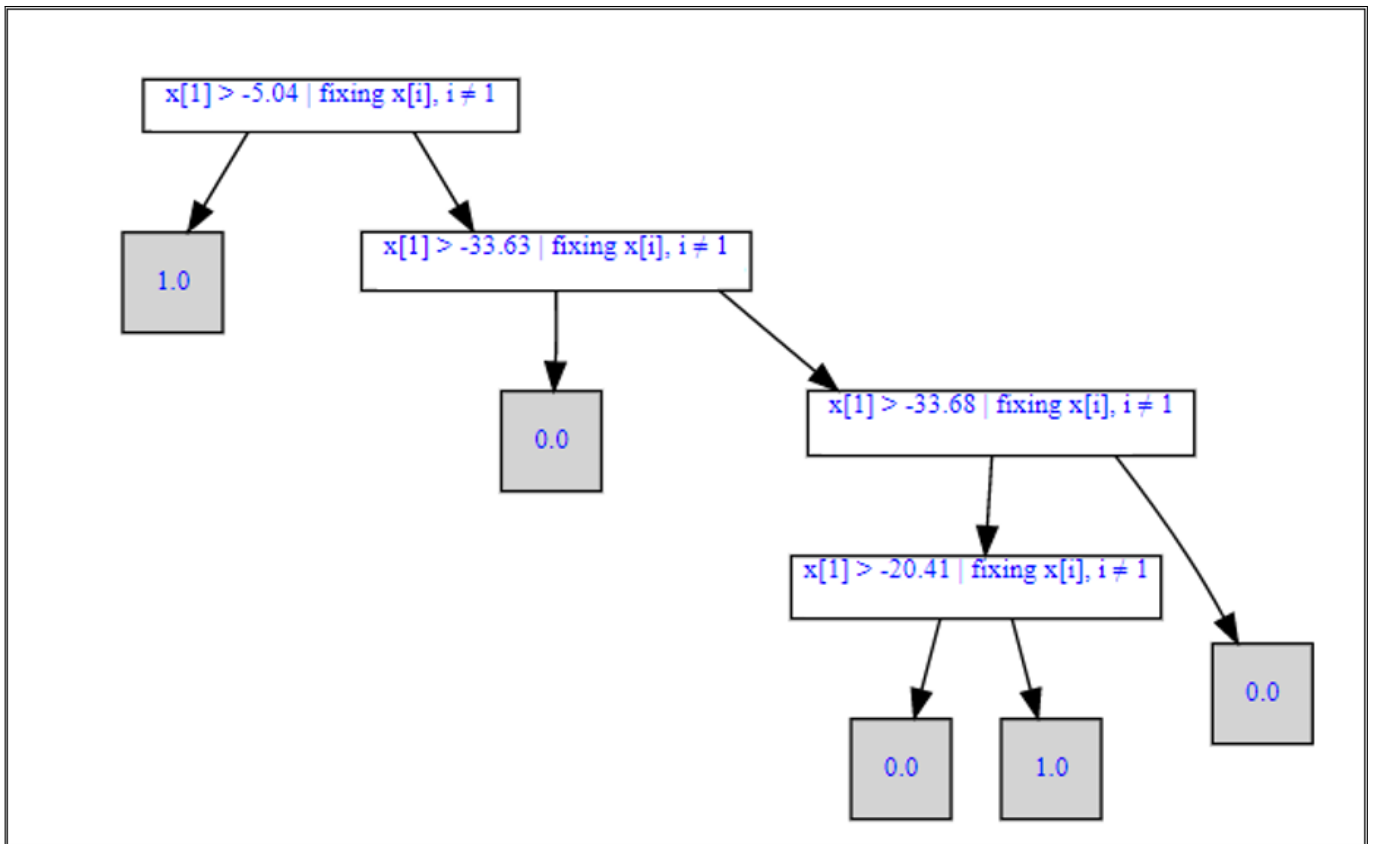 x[1] > -5.04 | fixing x[i], i ≠ 1
1.0
x[1] > -33.63 | fixing x[i], i ≠ 1
0.0
x[1] > -33.68 | fixing x[i], i ≠ 1
x[1] > -20.41 | fixing x[i], i ≠ 1
0.0
0.0
1.0